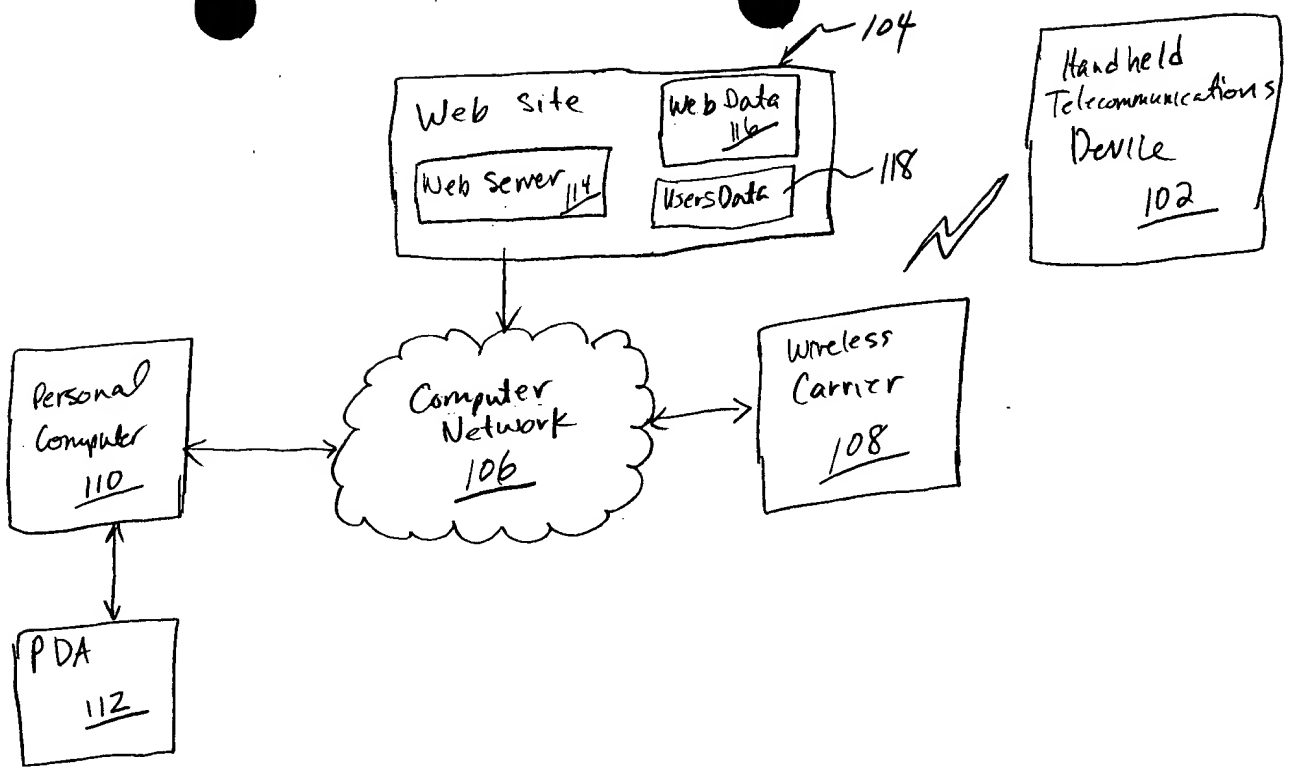 104
Web Site
Web Data
116
Web Server 114
Users Data
118
Handheld
Telecommunications
Device
102
Personal
Computer
110
Computer
Network
106
Wireless
Carrier
108
PDA
112